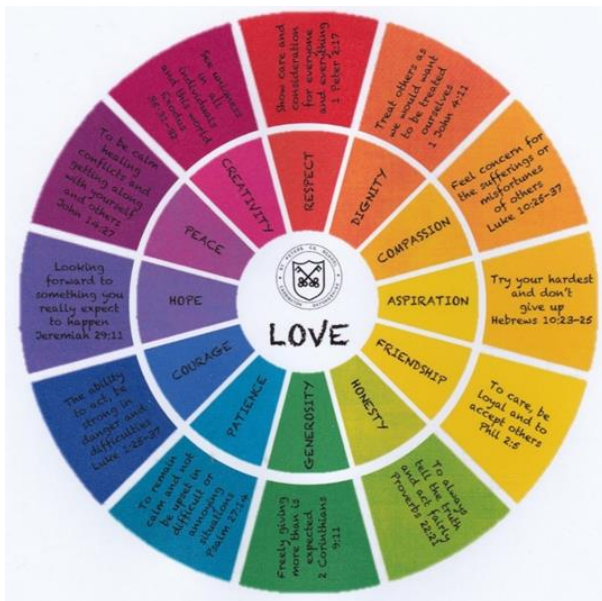 Show care and
consideration
for everyone
and everything
1 Peter 2:17
RESPECT
Treat others as
we would want
to be treated
ourselves
1 John 4:11
DIGNITY
Feel concern for
the sufferings or
misfortunes
of others
Luke 10:25-37
COMPASSION
Try your hardest
and don't
give up
Hebrews 10:23-25
ASPIRATION
To care, be
Loyal and to
accept others
Phil 2:5
FRIENDSHIP
To always
tell the truth
and act fairly
Proverbs 22:21
HONESTY
Freely giving
more than is
expected
2 Corinthians
9:11
GENEROSITY
To remain
calm and not
be upset in
difficult or
annoying
situations
Psalm 27:14
PATIENCE
The ability
to act, be
strong in
danger and
difficulties
Luke 1:25-37
COURAGE
Looking
forward to
something you
really expect
to happen
Jeremiah 29:11
HOPE
To be calm
healing
conflicts and
getting along
with yourself
and others
John 14:27
PEACE
See uniqness
in all
individuals
and this world
Exodus
35:31-32
CREATIVITY
LOVE